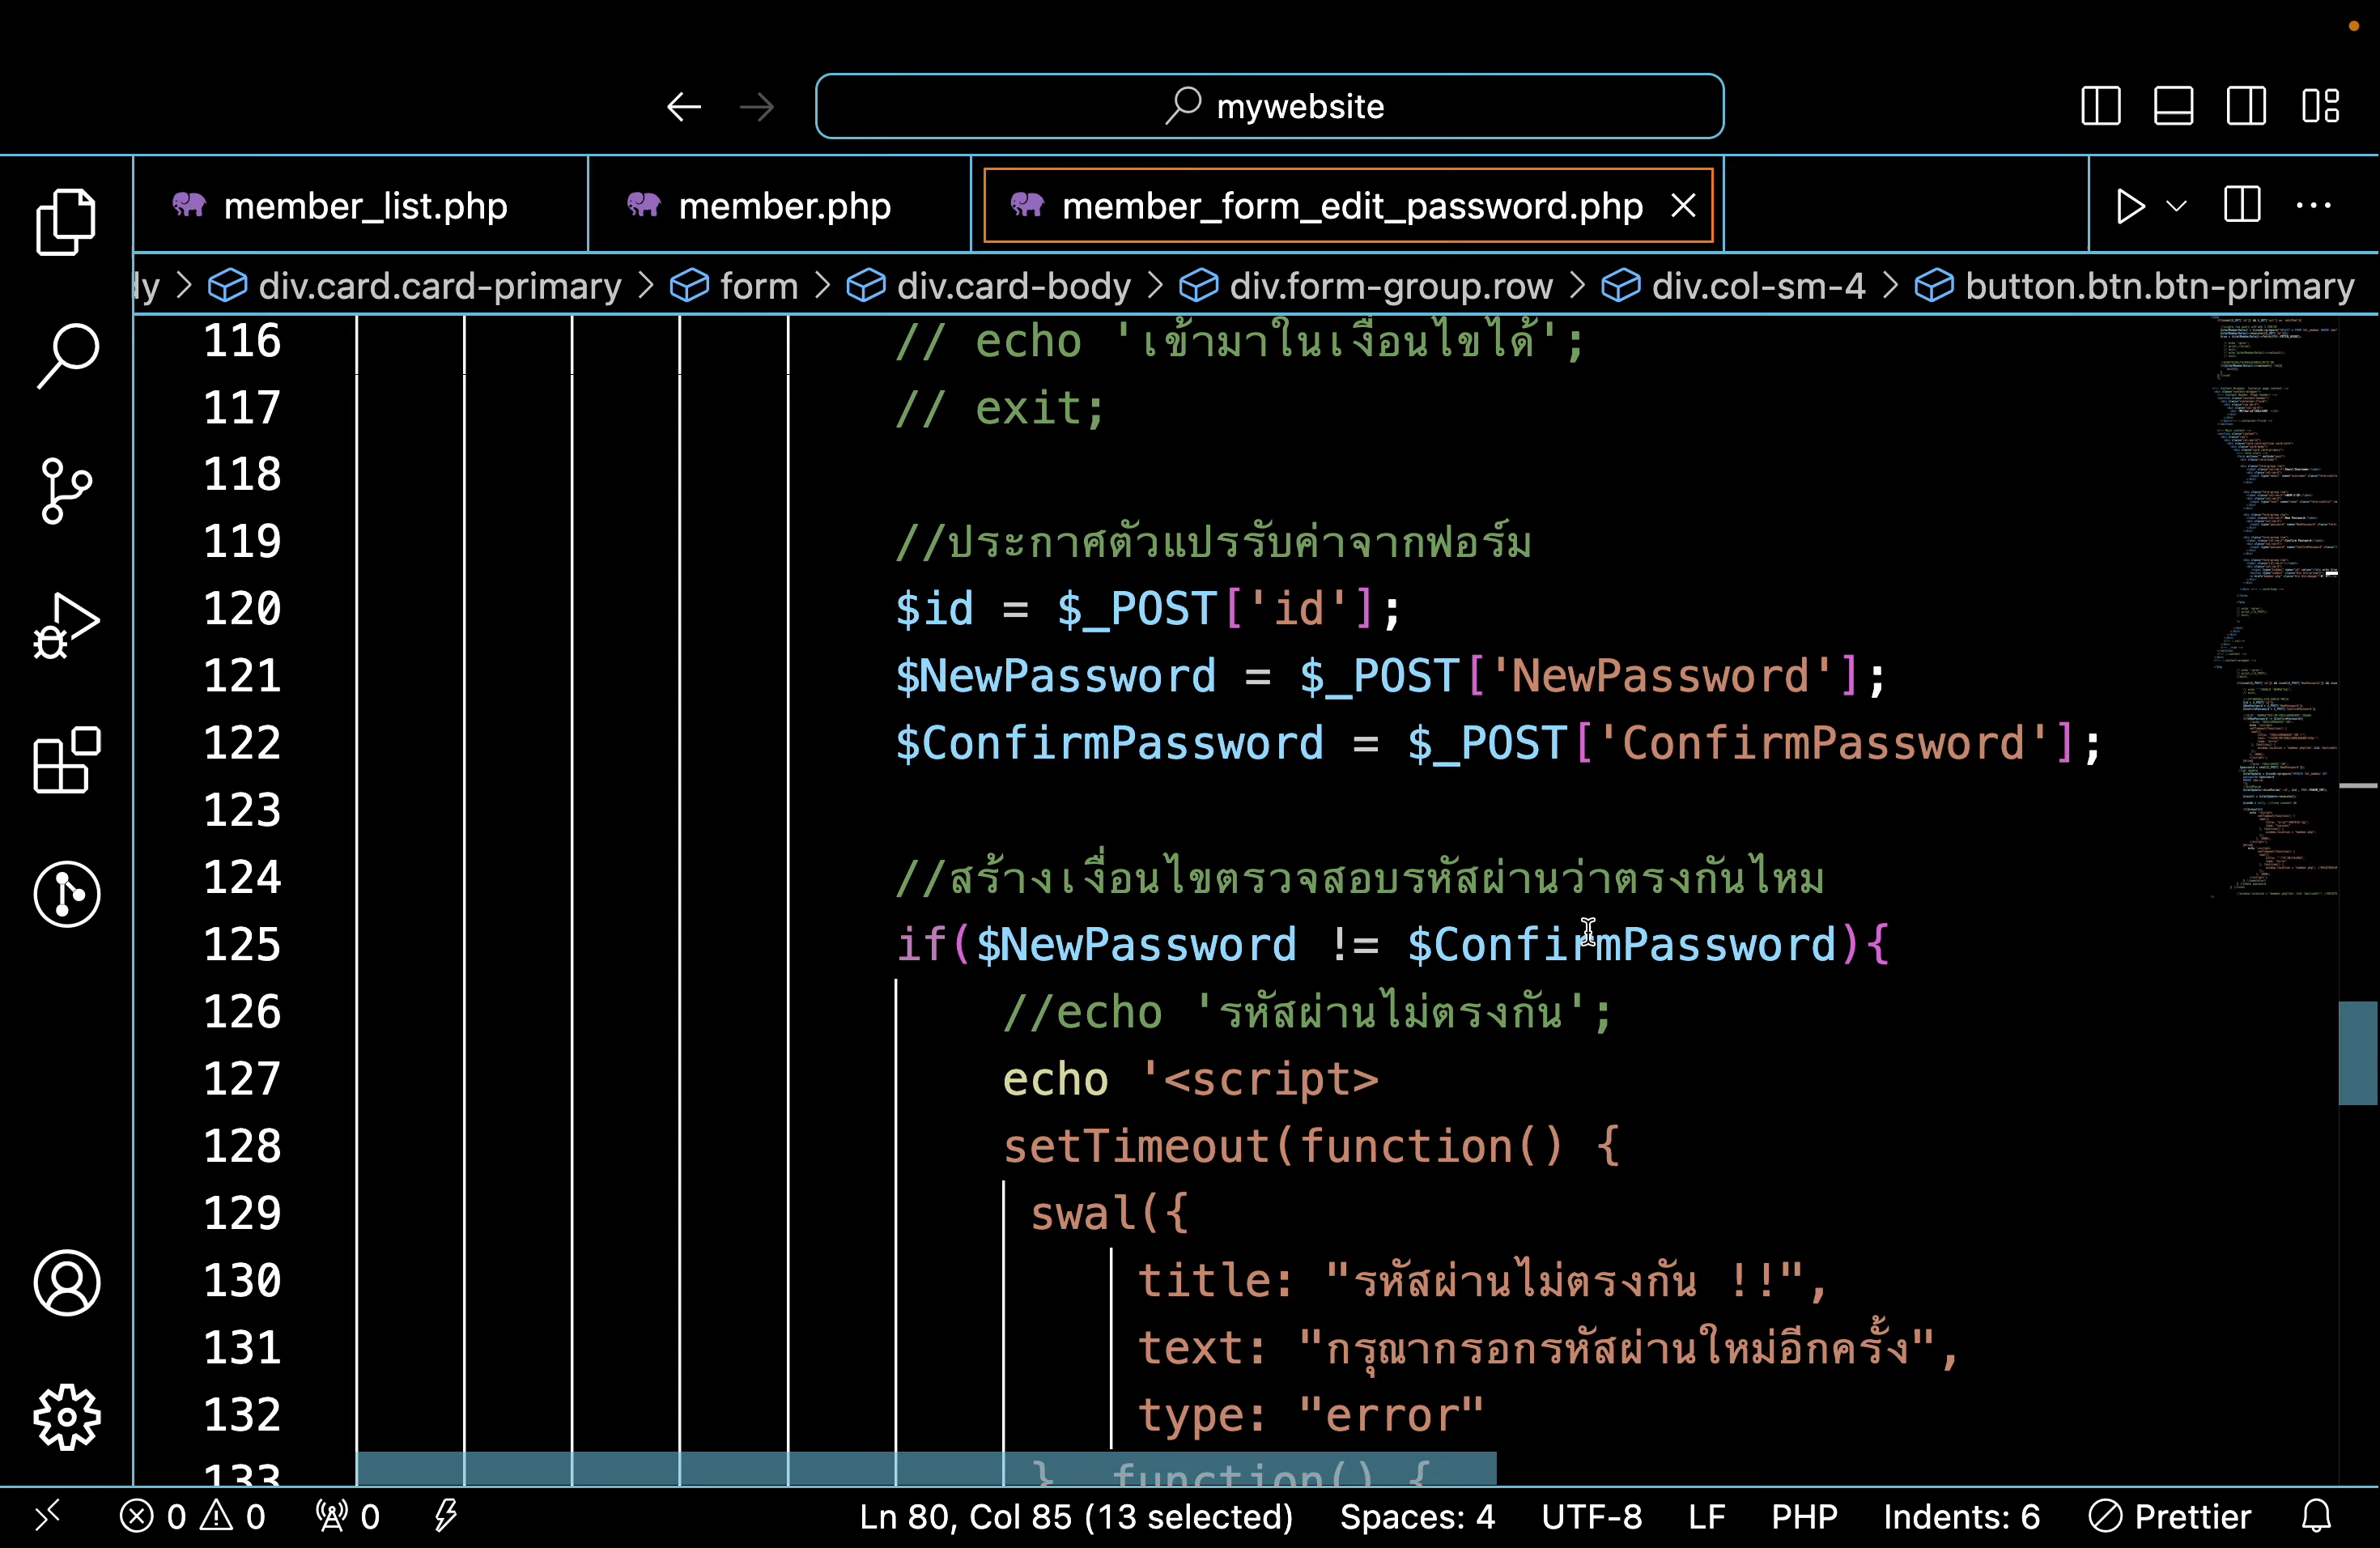 mywebsite
member_list.php
member.php
member_form_edit_password.php
div.card.card-primary > form > div.card-body > div.form-group.row > div.col-sm-4 > button.btn.btn-primary
116 // echo 'เข้ามาในเงื่อนไขได้';
117 // exit;
118
119 //ประกาศตัวแปรรับค่าจากฟอร์ม
120 $id = $_POST['id'];
121 $NewPassword = $_POST['NewPassword'];
122 $ConfirmPassword = $_POST['ConfirmPassword'];
123
124 //สร้างเงื่อนไขตรวจสอบรหัสผ่านว่าตรงกันไหม
125 if($NewPassword != $ConfirmPassword){
126 //echo 'รหัสผ่านไม่ตรงกัน';
127 echo '<script>
128 setTimeout(function() {
129 swal({
130 title: "รหัสผ่านไม่ตรงกัน !!",
131 text: "กรุณากรอกรหัสผ่านใหม่อีกครั้ง",
132 type: "error"
133 }, function() {
0 0 0 Ln 80, Col 85 (13 selected) Spaces: 4 UTF-8 LF PHP Indents: 6 Prettier